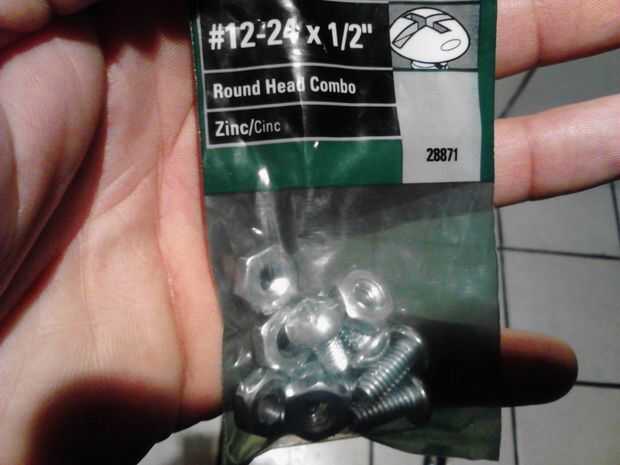 #12-24 x 1/2"
Round Head Combo
Zinc/Cinc
28871